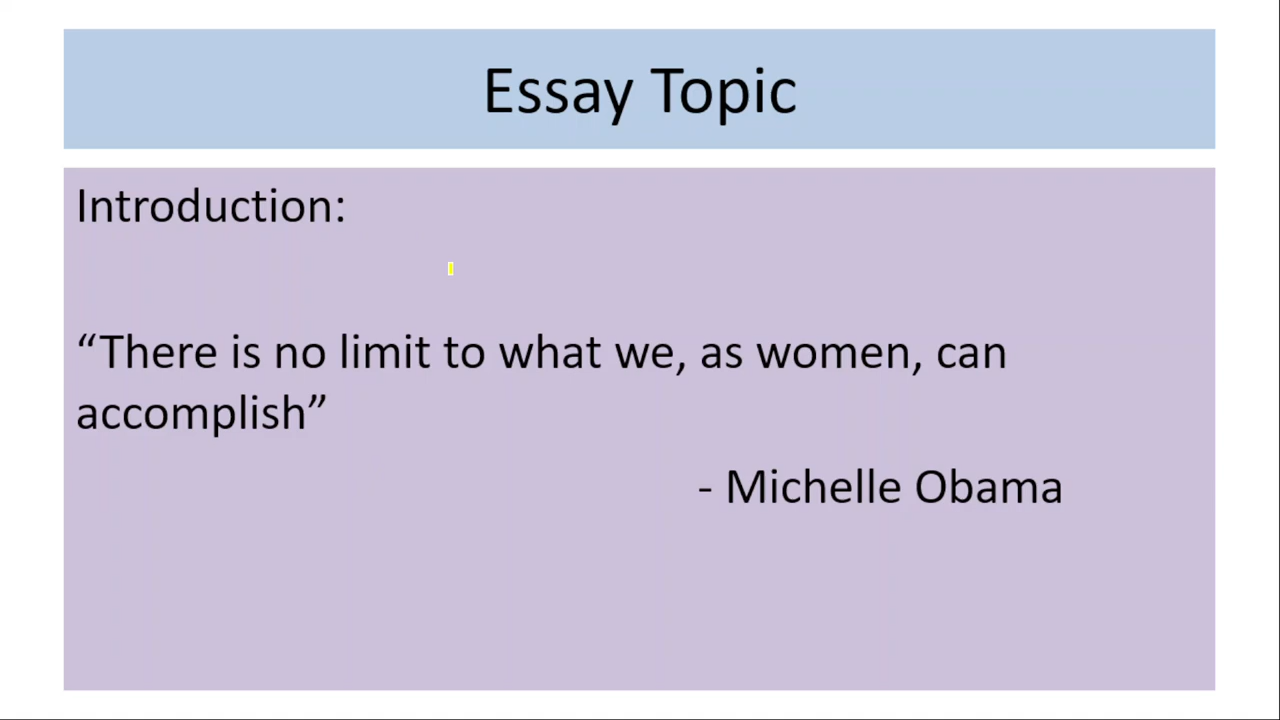 Essay Topic
Introduction:
“There is no limit to what we, as women, can
accomplish”
- Michelle Obama